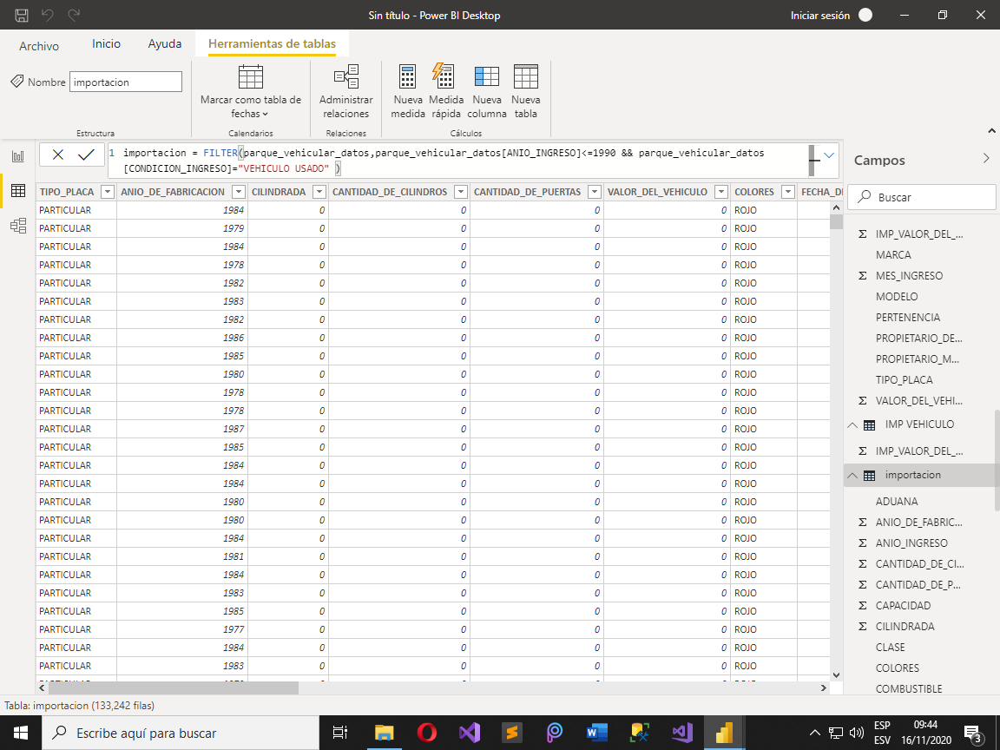 Sin título - Power BI Desktop
Iniciar sesión
Archivo Inicio Ayuda Herramientas de tablas
Nombre importacion
Marcar como tabla de fechas
Administrar relaciones
Nueva medida
Medida rápida
Nueva columna
Nueva tabla
Estructura Calendarios Relaciones Cálculos
1 importacion = FILTER(parque_vehicular_datos,parque_vehicular_datos[ANIO_INGRESO]<=1990 && parque_vehicular_datos
[CONDICION_INGRESO]="VEHICULO USADO" )
TIPO_PLACA ANIO_DE_FABRICACION CILINDRADA CANTIDAD_DE_CILINDROS CANTIDAD_DE_PUERTAS VALOR_DEL_VEHICULO COLORES FECHA_DE
PARTICULAR 1984 0 0 0 0 ROJO
PARTICULAR 1979 0 0 0 0 ROJO
PARTICULAR 1984 0 0 0 0 ROJO
PARTICULAR 1978 0 0 0 0 ROJO
PARTICULAR 1982 0 0 0 0 ROJO
PARTICULAR 1983 0 0 0 0 ROJO
PARTICULAR 1982 0 0 0 0 ROJO
PARTICULAR 1986 0 0 0 0 ROJO
PARTICULAR 1985 0 0 0 0 ROJO
PARTICULAR 1980 0 0 0 0 ROJO
PARTICULAR 1978 0 0 0 0 ROJO
PARTICULAR 1978 0 0 0 0 ROJO
PARTICULAR 1987 0 0 0 0 ROJO
PARTICULAR 1985 0 0 0 0 ROJO
PARTICULAR 1984 0 0 0 0 ROJO
PARTICULAR 1984 0 0 0 0 ROJO
PARTICULAR 1980 0 0 0 0 ROJO
PARTICULAR 1980 0 0 0 0 ROJO
PARTICULAR 1984 0 0 0 0 ROJO
PARTICULAR 1981 0 0 0 0 ROJO
PARTICULAR 1984 0 0 0 0 ROJO
PARTICULAR 1983 0 0 0 0 ROJO
PARTICULAR 1985 0 0 0 0 ROJO
PARTICULAR 1977 0 0 0 0 ROJO
PARTICULAR 1984 0 0 0 0 ROJO
PARTICULAR 1983 0 0 0 0 ROJO
Tabla: importacion (133,242 filas)
Campos
Buscar
Σ IMP_VALOR_DEL_...
MARCA
Σ MES_INGRESO
MODELO
PERTENENCIA
PROPIETARIO_DE...
PROPIETARIO_M...
TIPO_PLACA
Σ VALOR_DEL_VEHI...
IMP VEHICULO
Σ IMP_VALOR_DEL_...
importacion
ADUANA
Σ ANIO_DE_FABRIC...
Σ ANIO_INGRESO
Σ CANTIDAD_DE_CI...
Σ CANTIDAD_DE_P...
Σ CAPACIDAD
Σ CILINDRADA
CLASE
COLORES
COMBUSTIBLE
Escribe aquí para buscar
ESP
ESV
09:44
16/11/2020
3